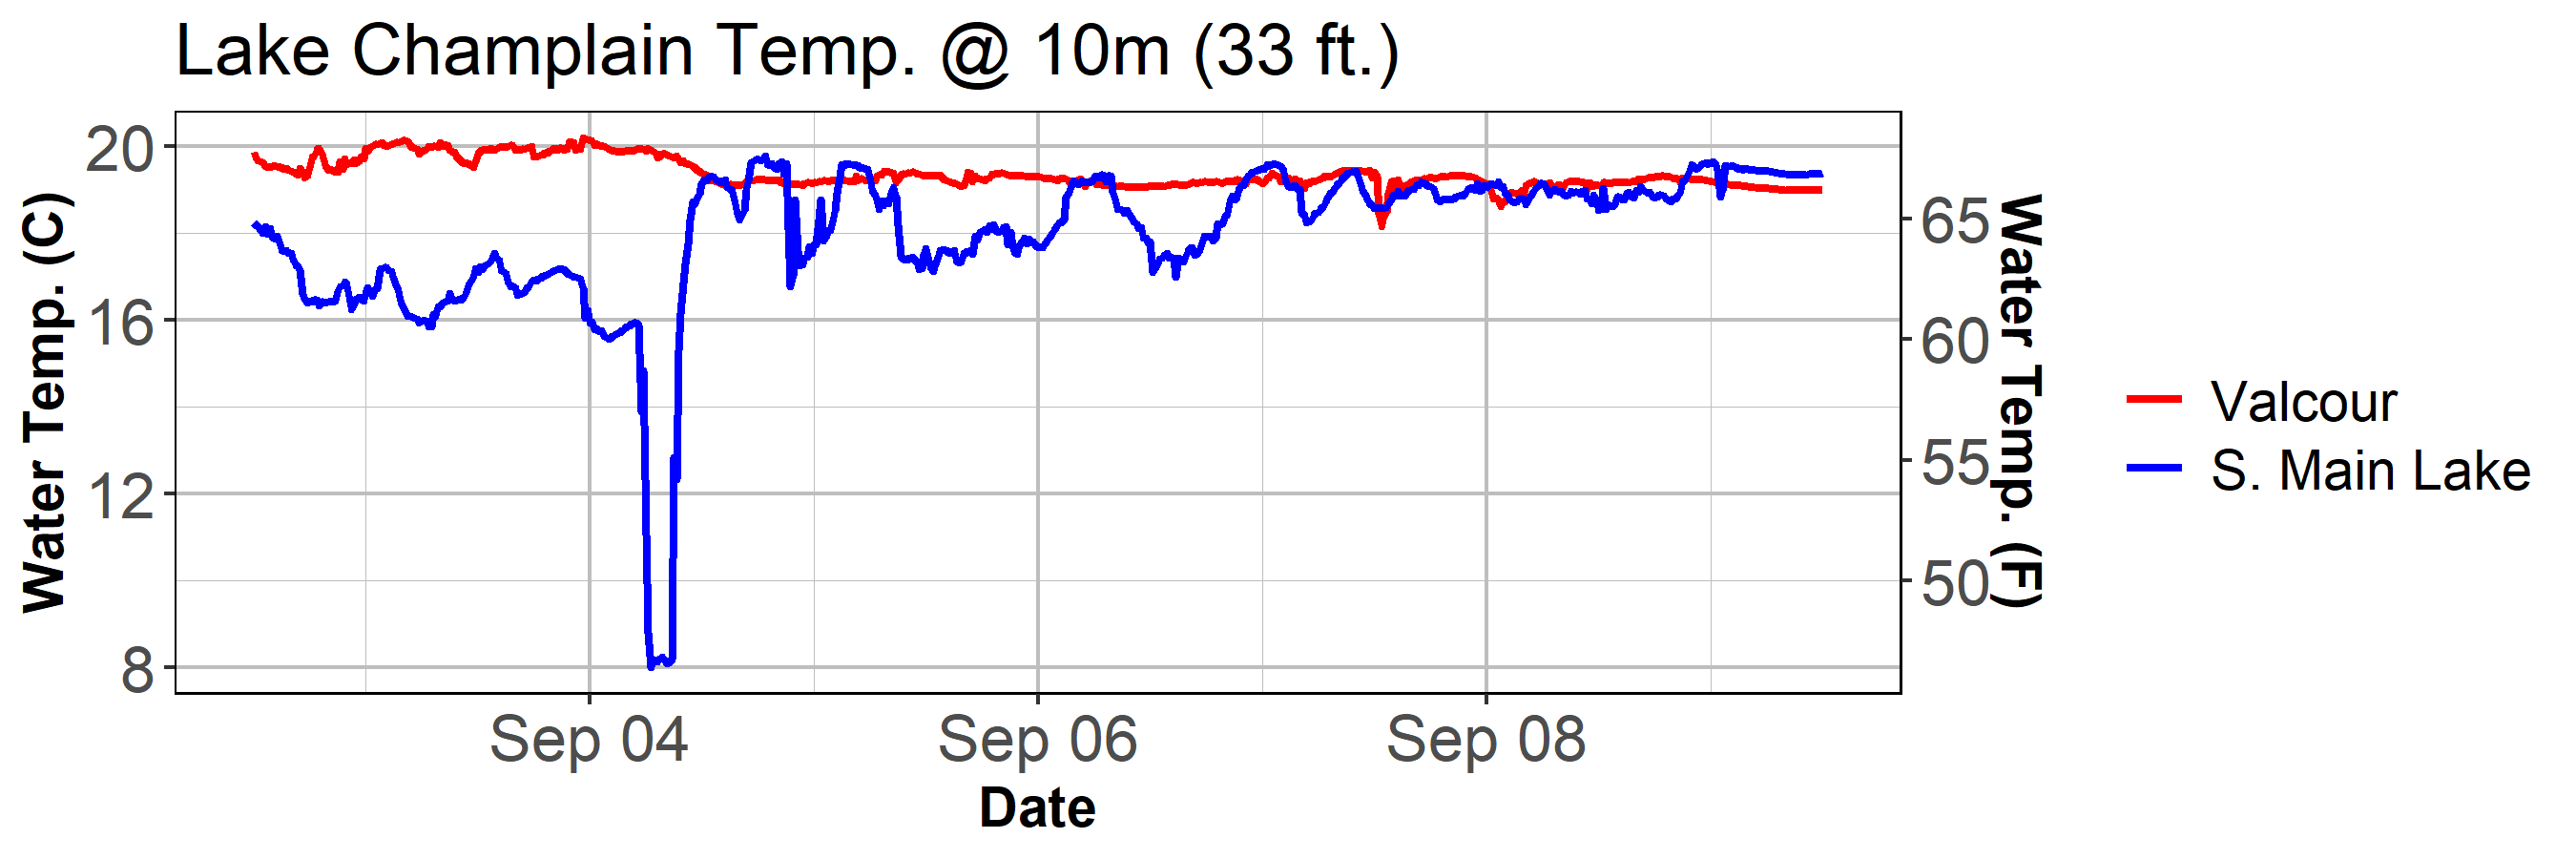 Lake Champlain Temp. @ 10m (33 ft.)
Water Temp. (C)
20
16
12
8
65
60
55
50
Water Temp. (F)
Sep 04
Sep 06
Sep 08
Date
Valcour
S. Main Lake